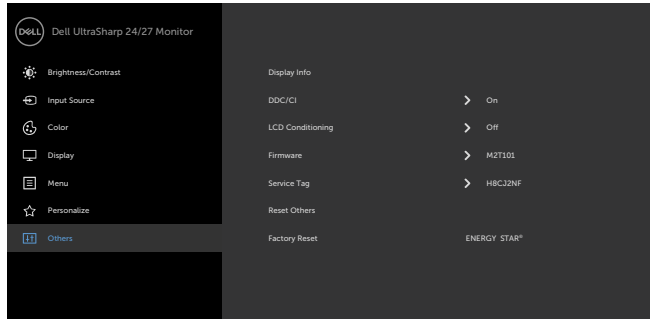 DELL Dell UltraSharp 24/27 Monitor
Brightness/Contrast Display Info
Input Source DDC/CI On
Color LCD Conditioning Off
Display Firmware M2T101
Menu Service Tag H8CJ2NF
Personalize Reset Others
Others Factory Reset ENERGY STAR®